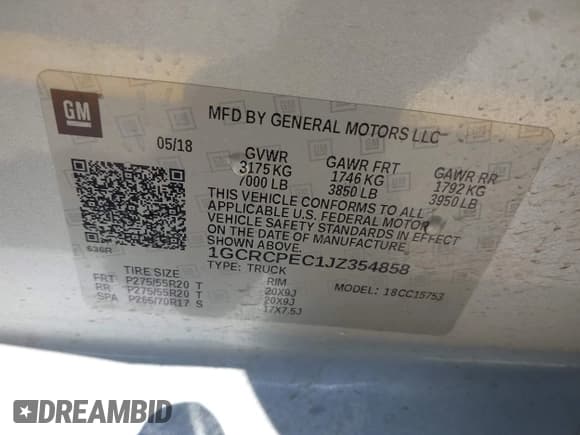 GM
MFD BY GENERAL MOTORS LLC
05/18
GVWR GAWR FRT GAWR RR
3175 KG 1746 KG 1792 KG
7000 LB 3850 LB 3950 LB
THIS VEHICLE CONFORMS TO ALL
APPLICABLE U.S. FEDERAL MOTOR
VEHICLE SAFETY STANDARDS IN EFFECT
ON THE DATE OF MANUFACTURE
SHOWN ABOVE.
636R
1GCRCPEC1JZ354858
TYPE: TRUCK MODEL: 18CC15753
TIRE SIZE RIM
FRT P275/55R20 T 20X9J
RR P275/55R20 T 20X9J
SPA P265/70R17 S 17X7.5J
DREAMBID